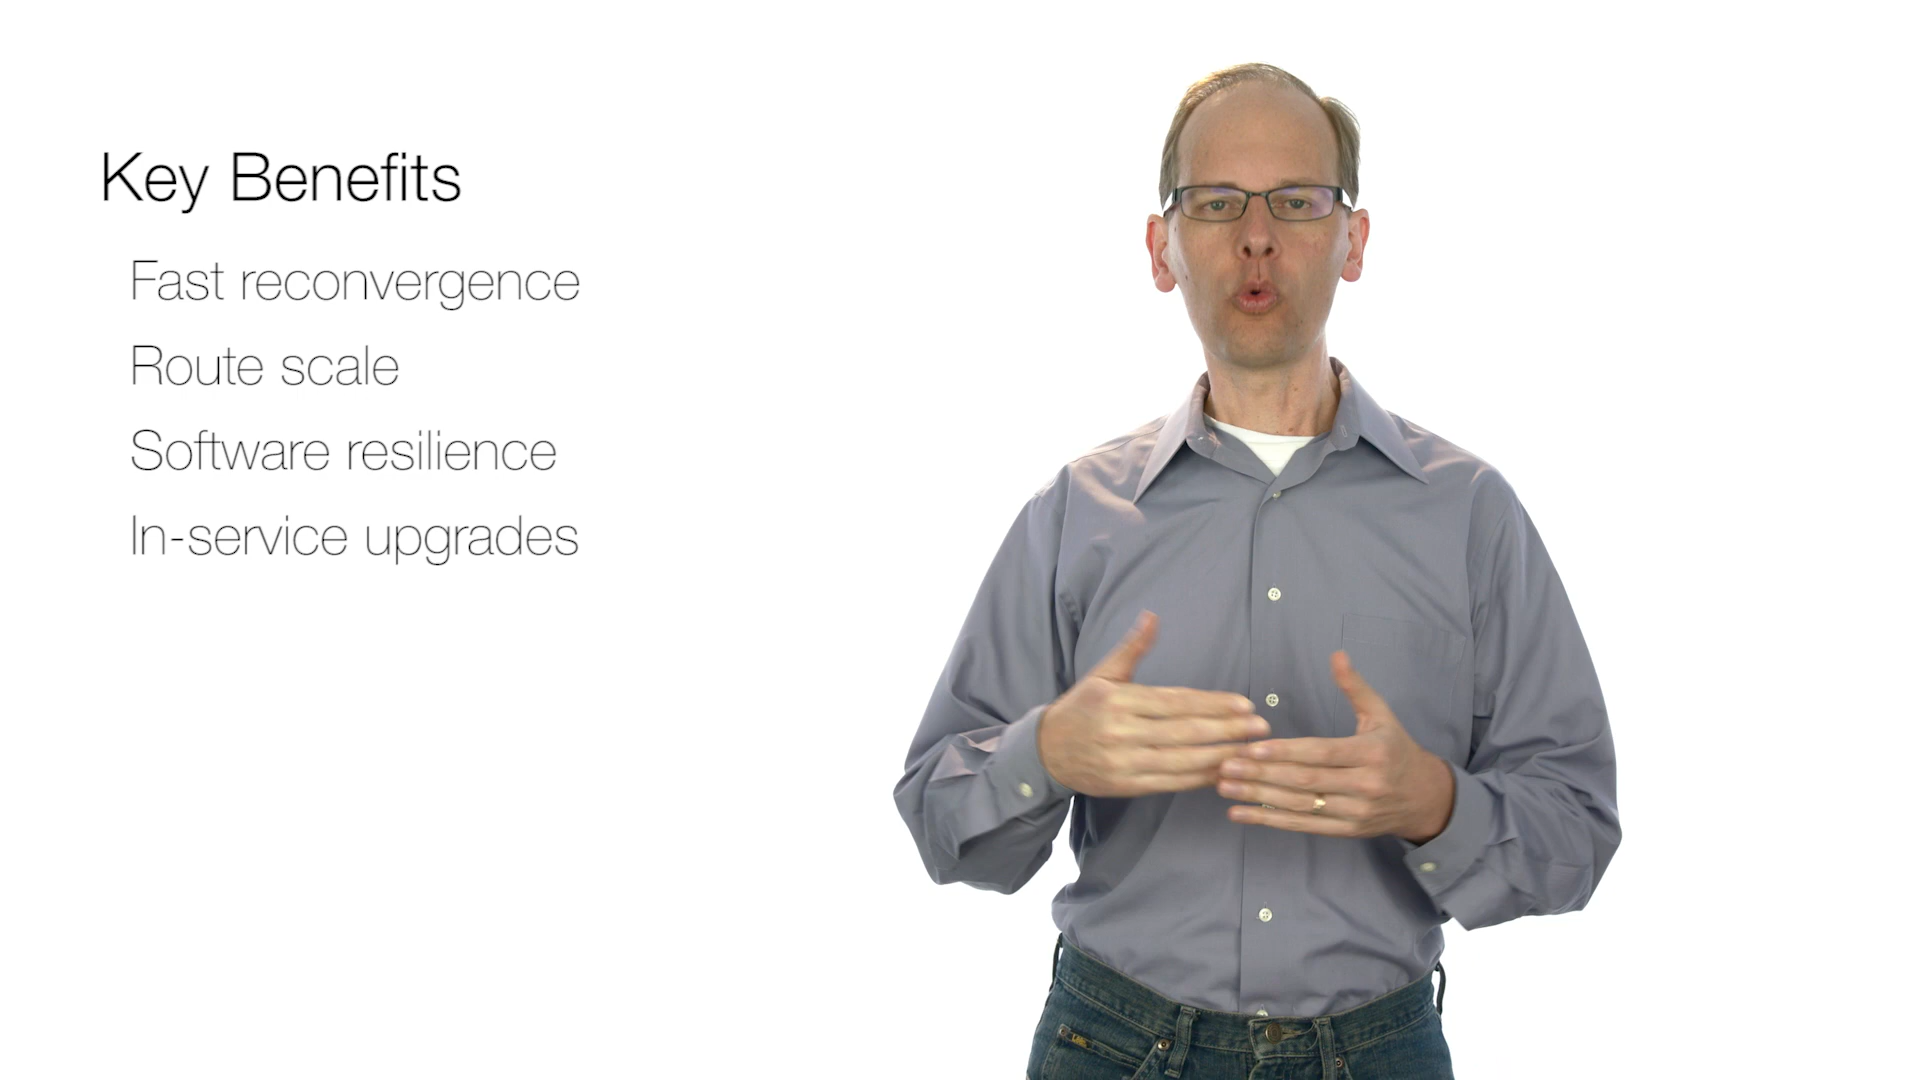 Key Benefits
Fast reconvergence
Route scale
Software resilience
In-service upgrades